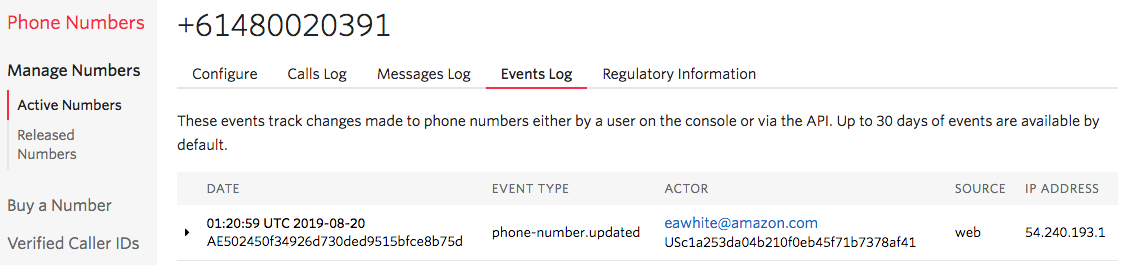 Phone Numbers
Manage Numbers
Active Numbers
Released
Numbers
Buy a Number
Verified Caller IDs
+61480020391
Configure Calls Log Messages Log Events Log Regulatory Information
These events track changes made to phone numbers either by a user on the console or via the API. Up to 30 days of events are available by
default.
DATE EVENT TYPE ACTOR SOURCE IP ADDRESS
01:20:59 UTC 2019-08-20 phone-number.updated eawhite@amazon.com web 54.240.193.1
AE502450f34926d730ded9515bfce8b75d USc1a253da04b210f0eb45f71b7378af41